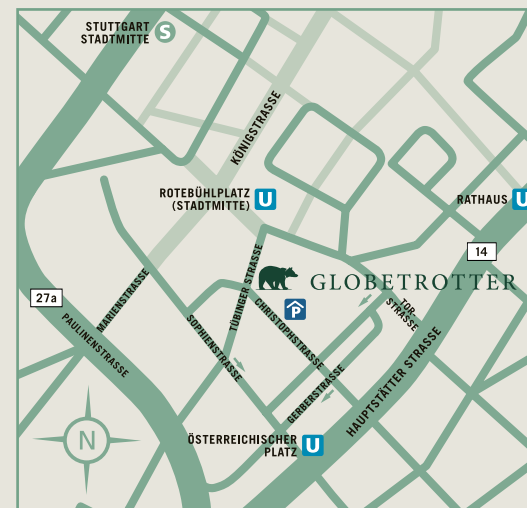 STUTTGART
STADTMITTE
S
KÖNIGSTRASSE
ROTEBÜHLPLATZ
(STADTMITTE)
U
RATHAUS
U
14
27a
MARIENSTRASSE
PAULINENSTRASSE
TÜBINGER STRASSE
GLOBETROTTER
P
TOR
STRASSE
SOPHIENSTRASSE
CHRISTOPHSTRASSE
GERBERSTRASSE
HAUPTSTÄTTER STRASSE
ÖSTERREICHISCHER
PLATZ
U
N